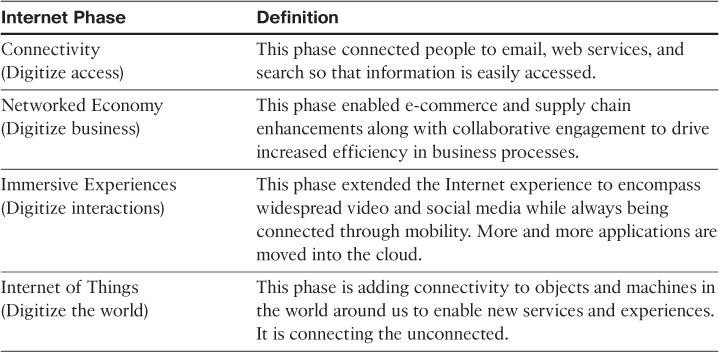 Internet Phase Definition
Connectivity This phase connected people to email, web services, and
(Digitize access) search so that information is easily accessed.
Networked Economy This phase enabled e-commerce and supply chain
(Digitize business) enhancements along with collaborative engagement to drive
increased efficiency in business processes.
Immersive Experiences This phase extended the Internet experience to encompass
(Digitize interactions) widespread video and social media while always being
connected through mobility. More and more applications are
moved into the cloud.
Internet of Things This phase is adding connectivity to objects and machines in
(Digitize the world) the world around us to enable new services and experiences.
It is connecting the unconnected.